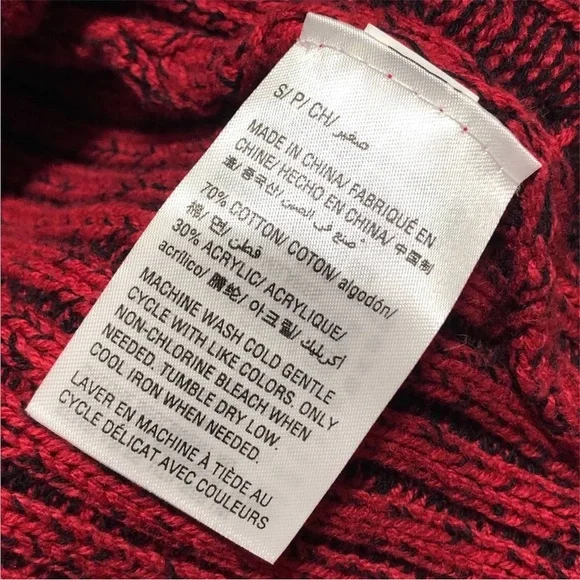 S/ P/ CH/ صغير
MADE IN CHINA/ FABRIQUÉ EN
CHINE/ HECHO EN CHINA/ 中国制
造/ 중국산/ صنع في الصين/
70% COTTON/ COTON/ algodón/
棉/ 면/ قطن/
30% ACRYLIC/ ACRYLIQUE/
acrílico/ 腈纶/ 아크릴/ أكريليك/
MACHINE WASH COLD GENTLE
CYCLE WITH LIKE COLORS. ONLY
NON-CHLORINE BLEACH WHEN
NEEDED. TUMBLE DRY LOW.
COOL IRON WHEN NEEDED.
LAVER EN MACHINE À TIÈDE AU
CYCLE DÉLICAT AVEC COULEURS